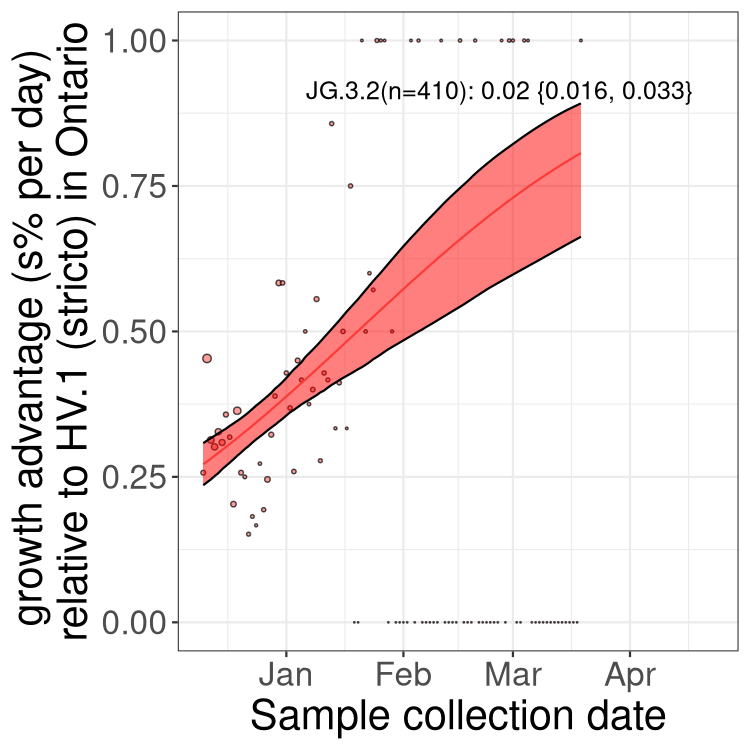 growth advantage (s% per day)
relative to HV.1 (stricto) in Ontario
1.00
0.75
0.50
0.25
0.00
JG.3.2(n=410): 0.02 {0.016, 0.033}
Jan Feb Mar Apr
Sample collection date